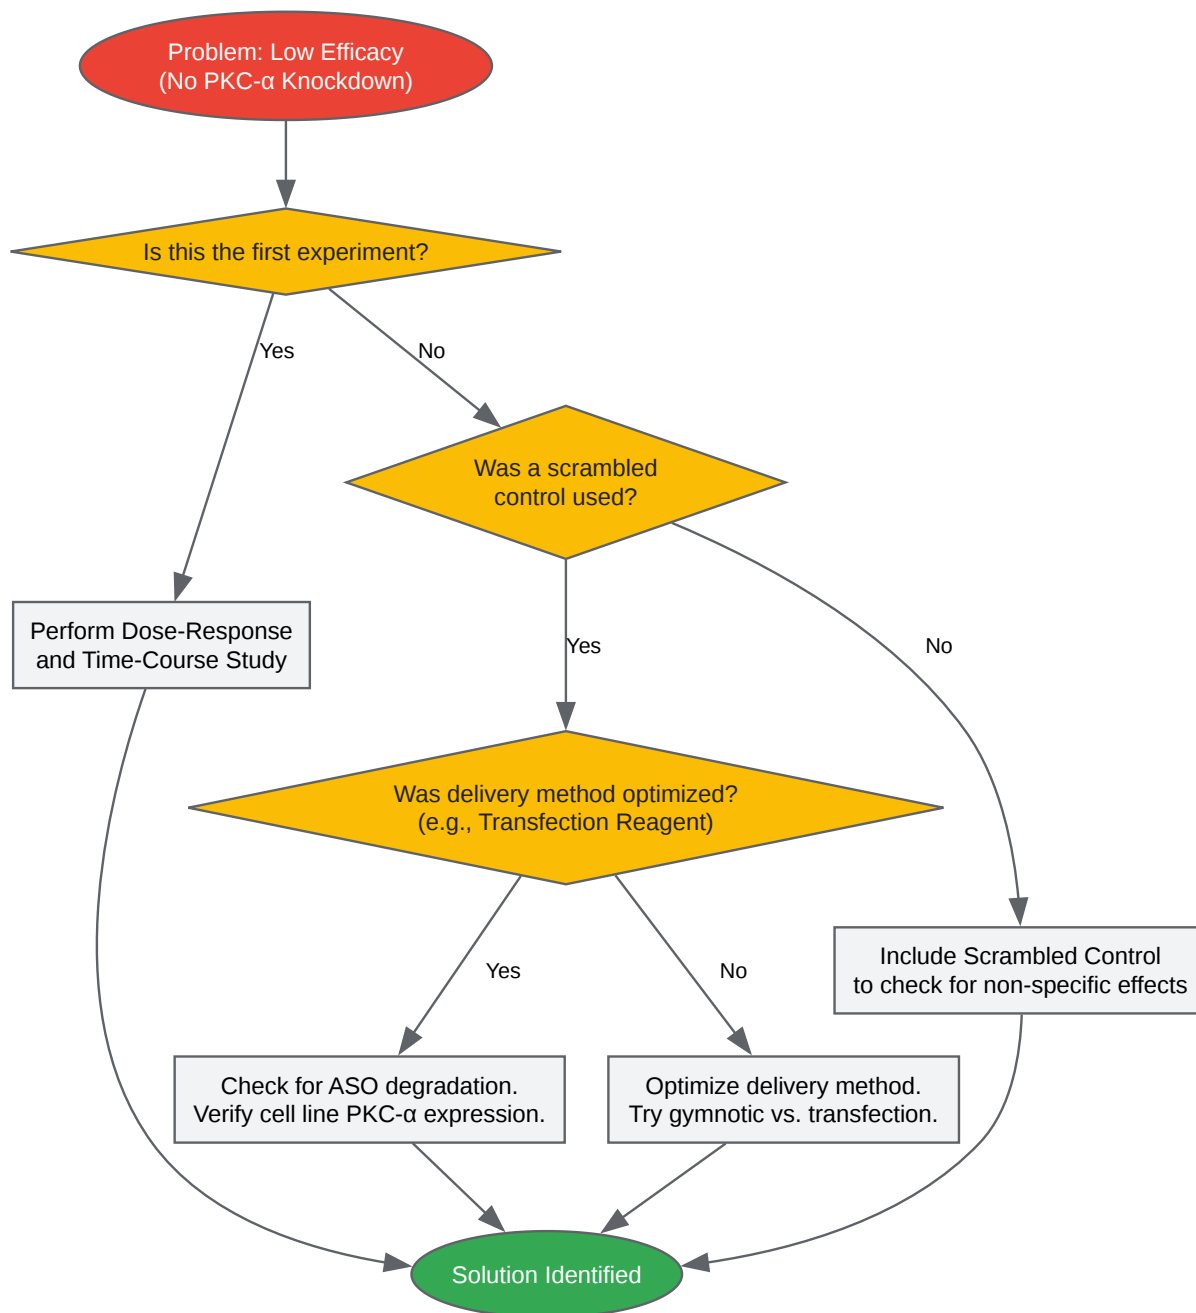 Problem: Low Efficacy
(No PKC-α Knockdown)
Is this the first experiment?
Yes
No
Was a scrambled
control used?
Perform Dose-Response
and Time-Course Study
Yes
No
Was delivery method optimized?
(e.g., Transfection Reagent)
Yes
No
Include Scrambled Control
to check for non-specific effects
Check for ASO degradation.
Verify cell line PKC-α expression.
Optimize delivery method.
Try gymnotic vs. transfection.
Solution Identified